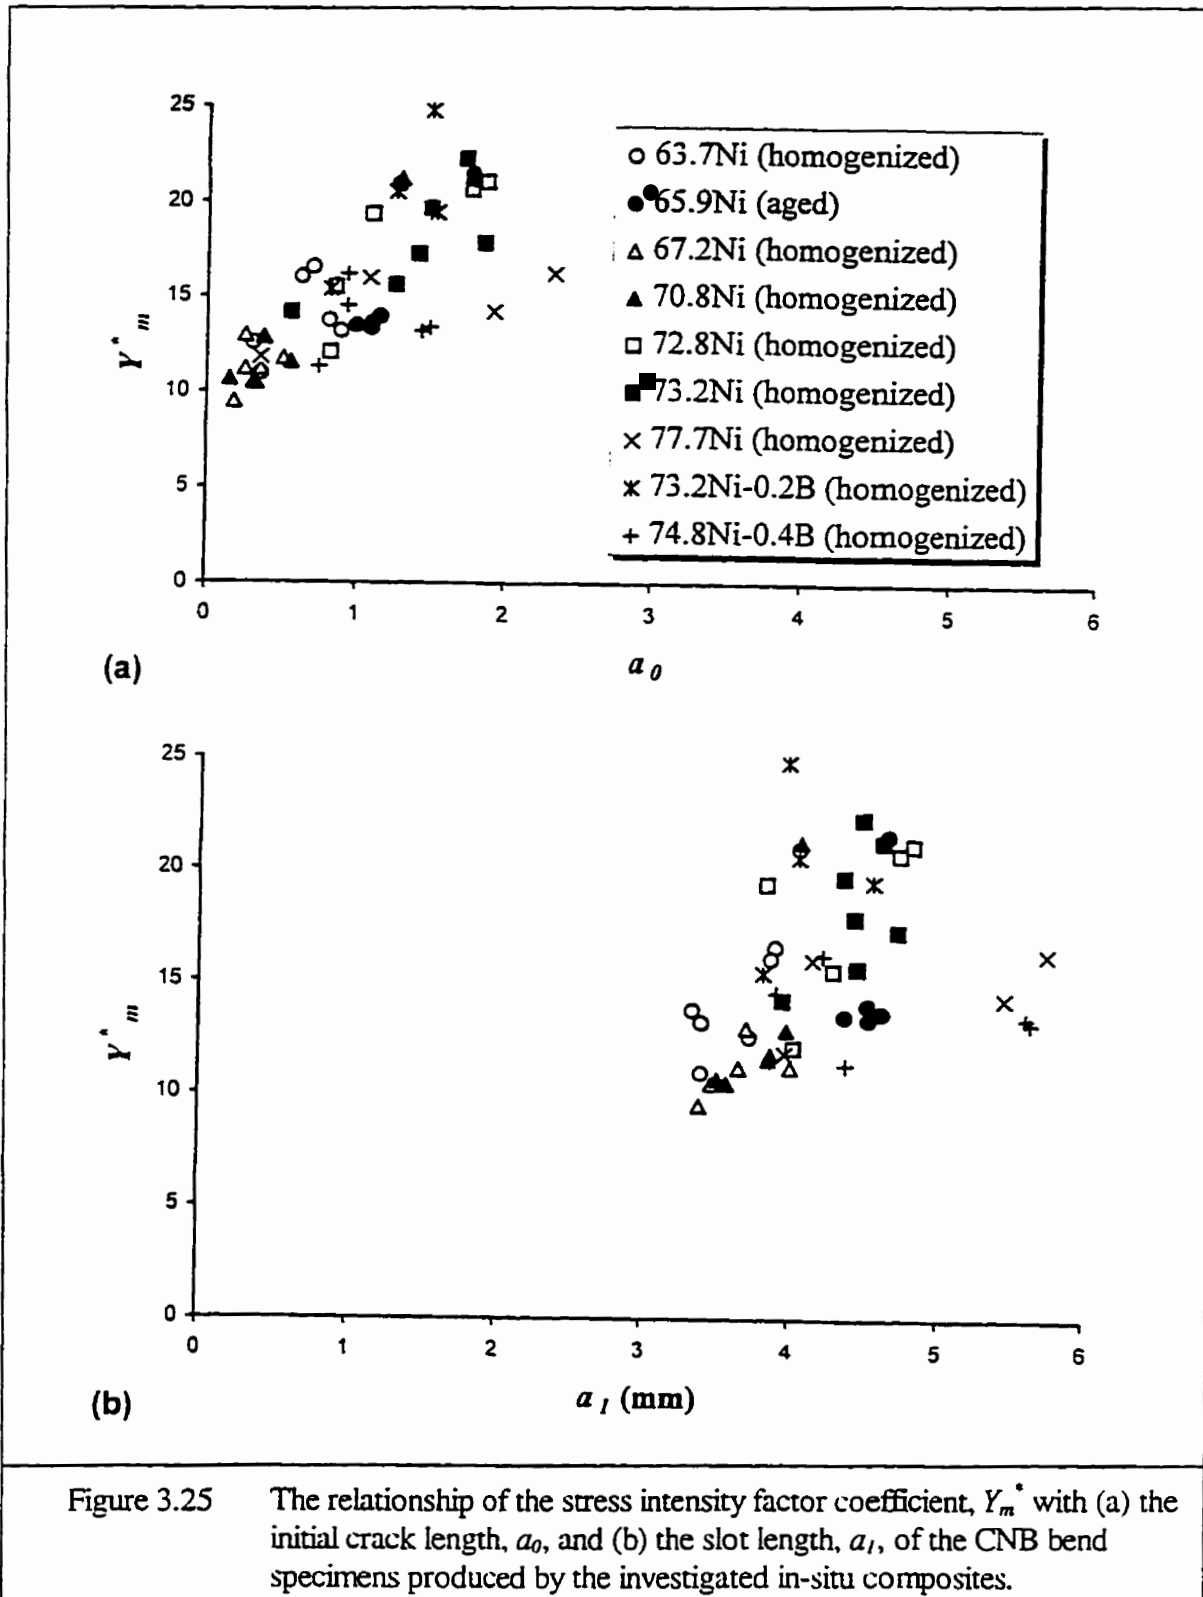 25
20
15
10
5
0
Y*m
0 1 2 3 4 5 6
(a)
a0
63.7Ni (homogenized)
65.9Ni (aged)
67.2Ni (homogenized)
70.8Ni (homogenized)
72.8Ni (homogenized)
73.2Ni (homogenized)
77.7Ni (homogenized)
73.2Ni-0.2B (homogenized)
74.8Ni-0.4B (homogenized)
25
20
15
10
5
0
Y*m
0 1 2 3 4 5 6
(b)
a1 (mm)
Figure 3.25 The relationship of the stress intensity factor coefficient, Ym* with (a) the
initial crack length, a0, and (b) the slot length, a1, of the CNB bend
specimens produced by the investigated in-situ composites.